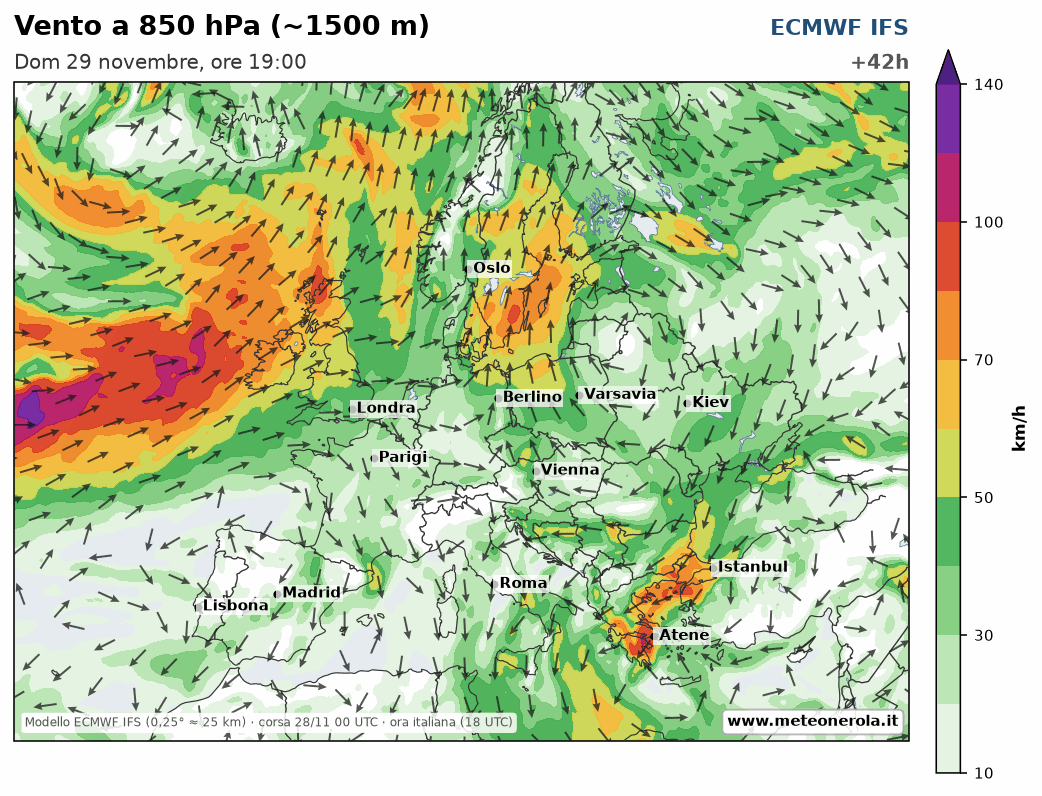 Vento a 850 hPa (~1500 m)
ECMWF IFS
Dom 29 novembre, ore 19:00
+42h
140
100
70
50
30
10
km/h
Oslo
Londra
Berlino
Varsavia
Kiev
Parigi
Vienna
Istanbul
Roma
Madrid
Lisbona
Atene
Modello ECMWF IFS (0,25° ≈ 25 km) · corsa 28/11 00 UTC · ora italiana (18 UTC)
www.meteonerola.it